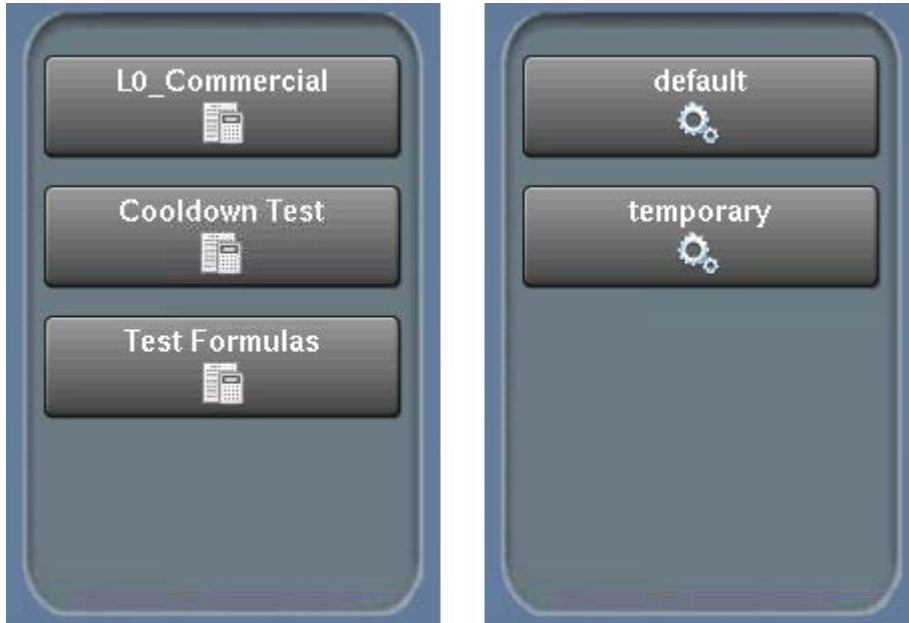 L0_Commercial
Cooldown Test
Test Formulas
default
temporary